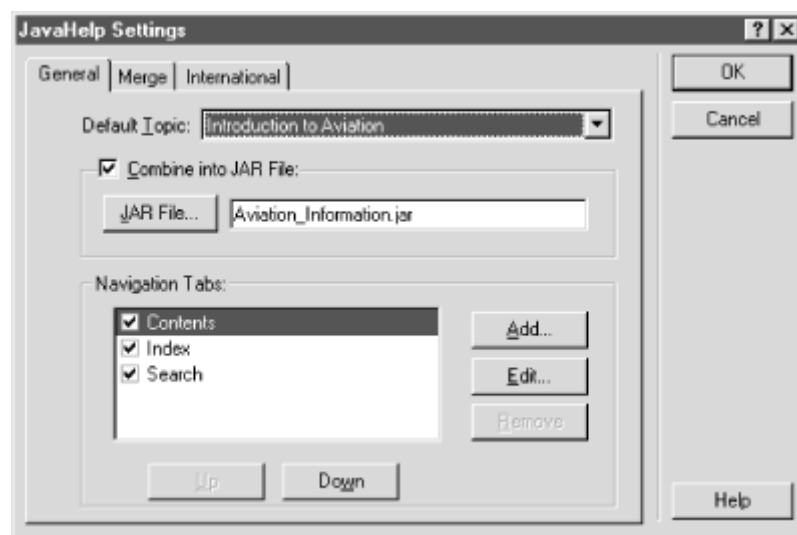 JavaHelp Settings
General Merge International
OK
Cancel
Default Topic: Introduction to Aviation
Combine into JAR File:
JAR File... Aviation_Information.jar
Navigation Tabs:
Contents
Index
Search
Add...
Edit...
Remove
Up Down
Help